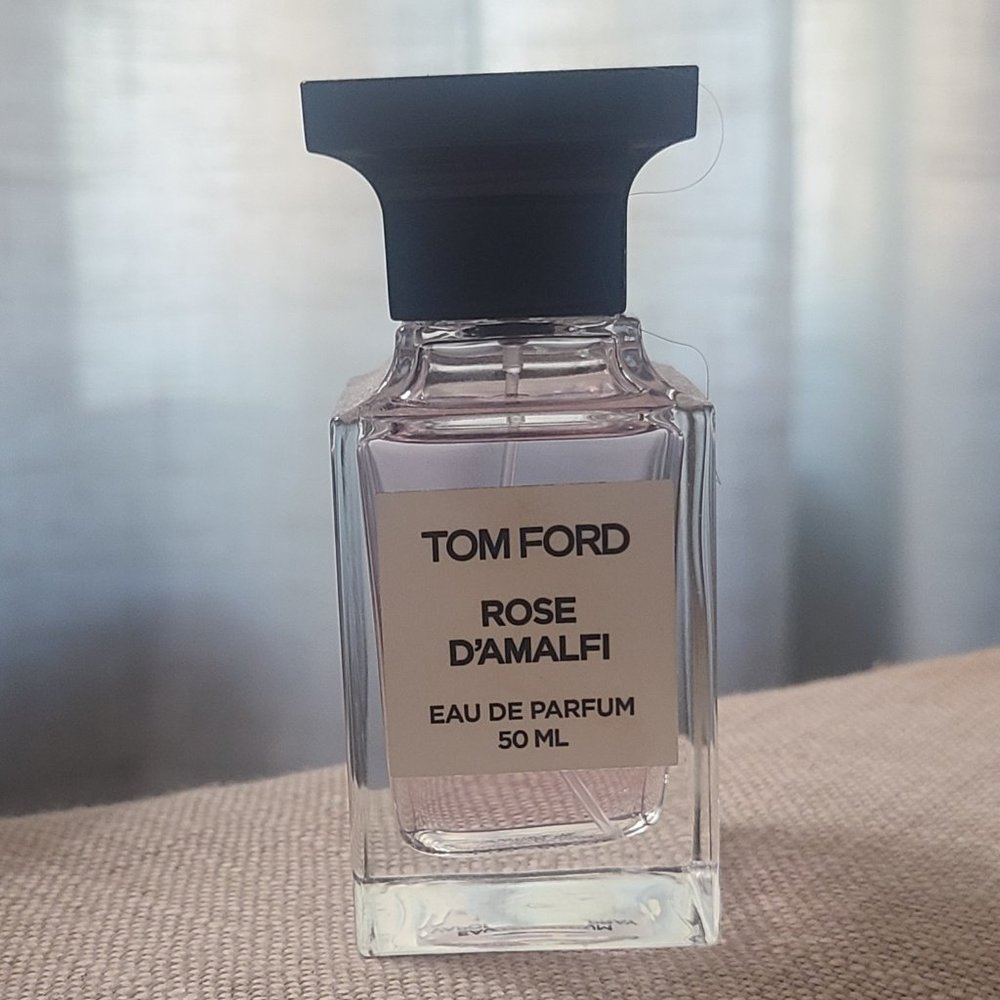 TOM FORD
ROSE
D'AMALFI
EAU DE PARFUM
50 ML